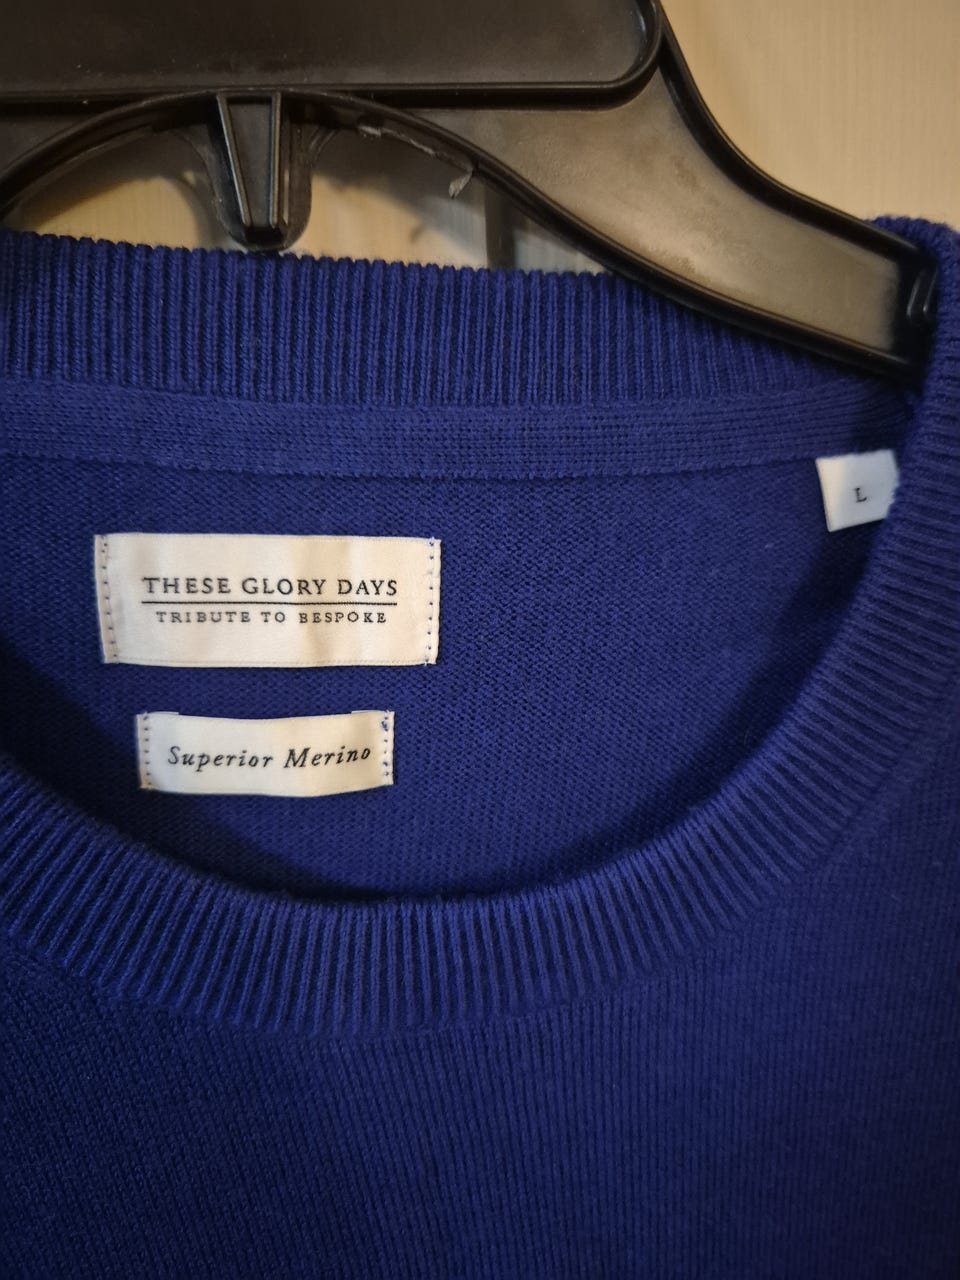 L
THESE GLORY DAYS
TRIBUTE TO BESPOKE
Superior Merino